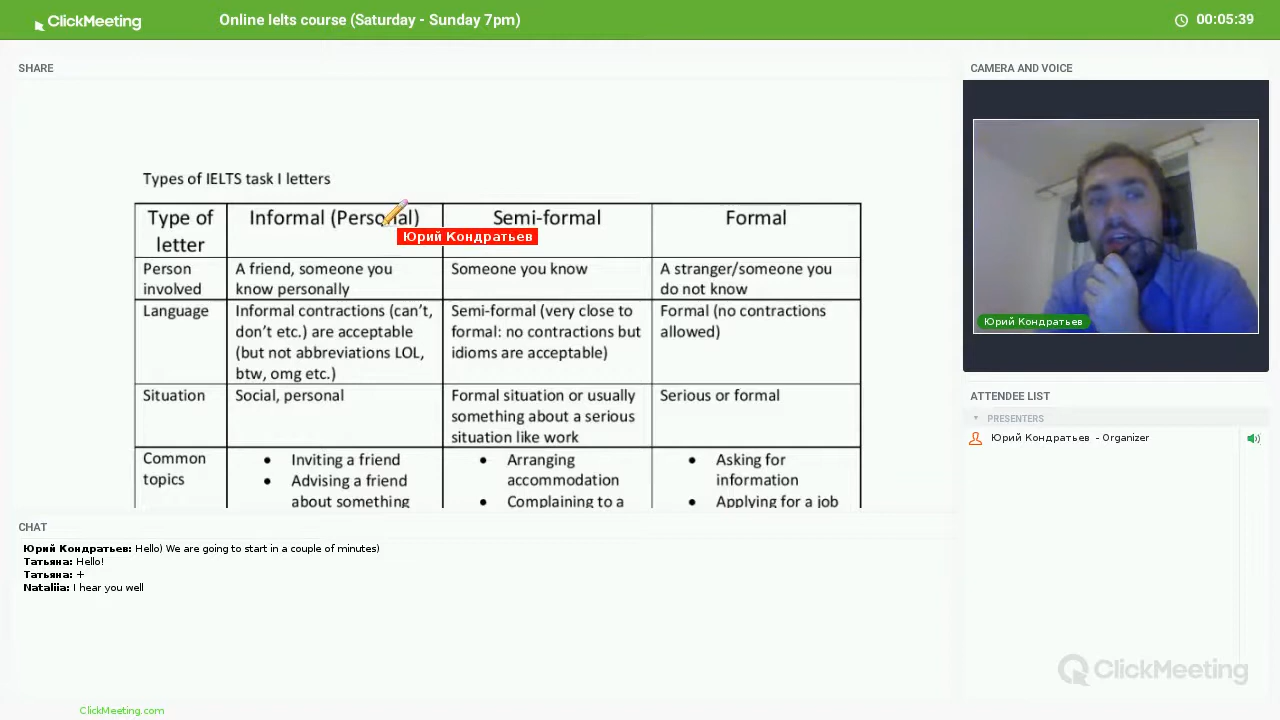 ClickMeeting
Online Ielts course (Saturday - Sunday 7pm)
00:05:39
SHARE
Types of IELTS task I letters
Type of letter
Informal (Personal)
Semi-formal
Formal
Юрий Кондратьев
Person involved
A friend, someone you
know personally
Someone you know
A stranger/someone you
do not know
Language
Informal contractions (can't,
don't etc.) are acceptable
(but not abbreviations LOL,
btw, omg etc.)
Semi-formal (very close to
formal: no contractions but
idioms are acceptable)
Formal (no contractions
allowed)
Situation
Social, personal
Formal situation or usually
something about a serious
situation like work
Serious or formal
Common
topics
● Inviting a friend
● Advising a friend
about something
● Arranging
accommodation
● Complaining to a
● Asking for
information
● Applying for a job
CHAT
Юрий Кондратьев: Hello) We are going to start in a couple of minutes)
Татьяна: Hello!
Татьяна: +
Nataliia: I hear you well
ClickMeeting.com
CAMERA AND VOICE
Юрий Кондратьев
ATTENDEE LIST
PRESENTERS
Юрий Кондратьев - Organizer
ClickMeeting